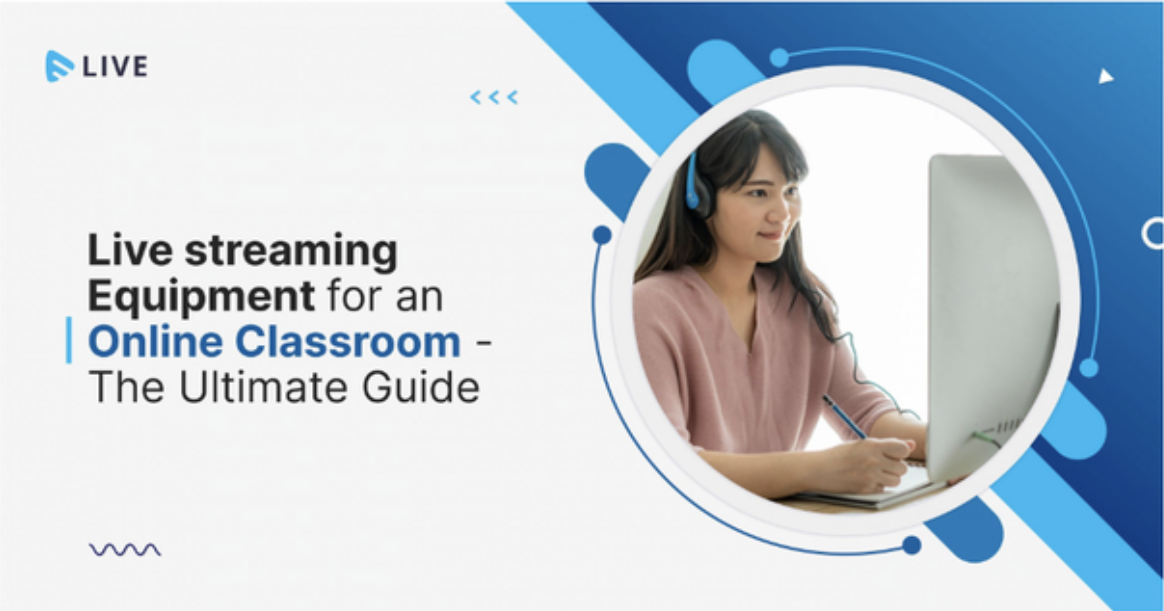 LIVE
Live streaming
Equipment for an
Online Classroom -
The Ultimate Guide